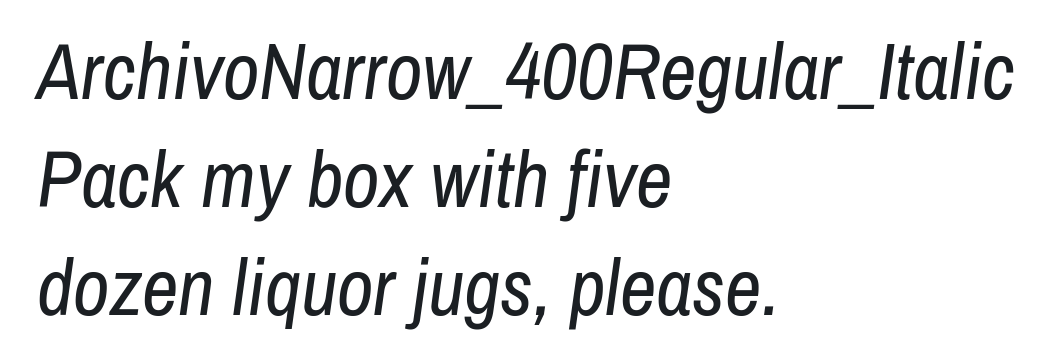 ArchivoNarrow_400Regular_Italic
Pack my box with five
dozen liquor jugs, please.